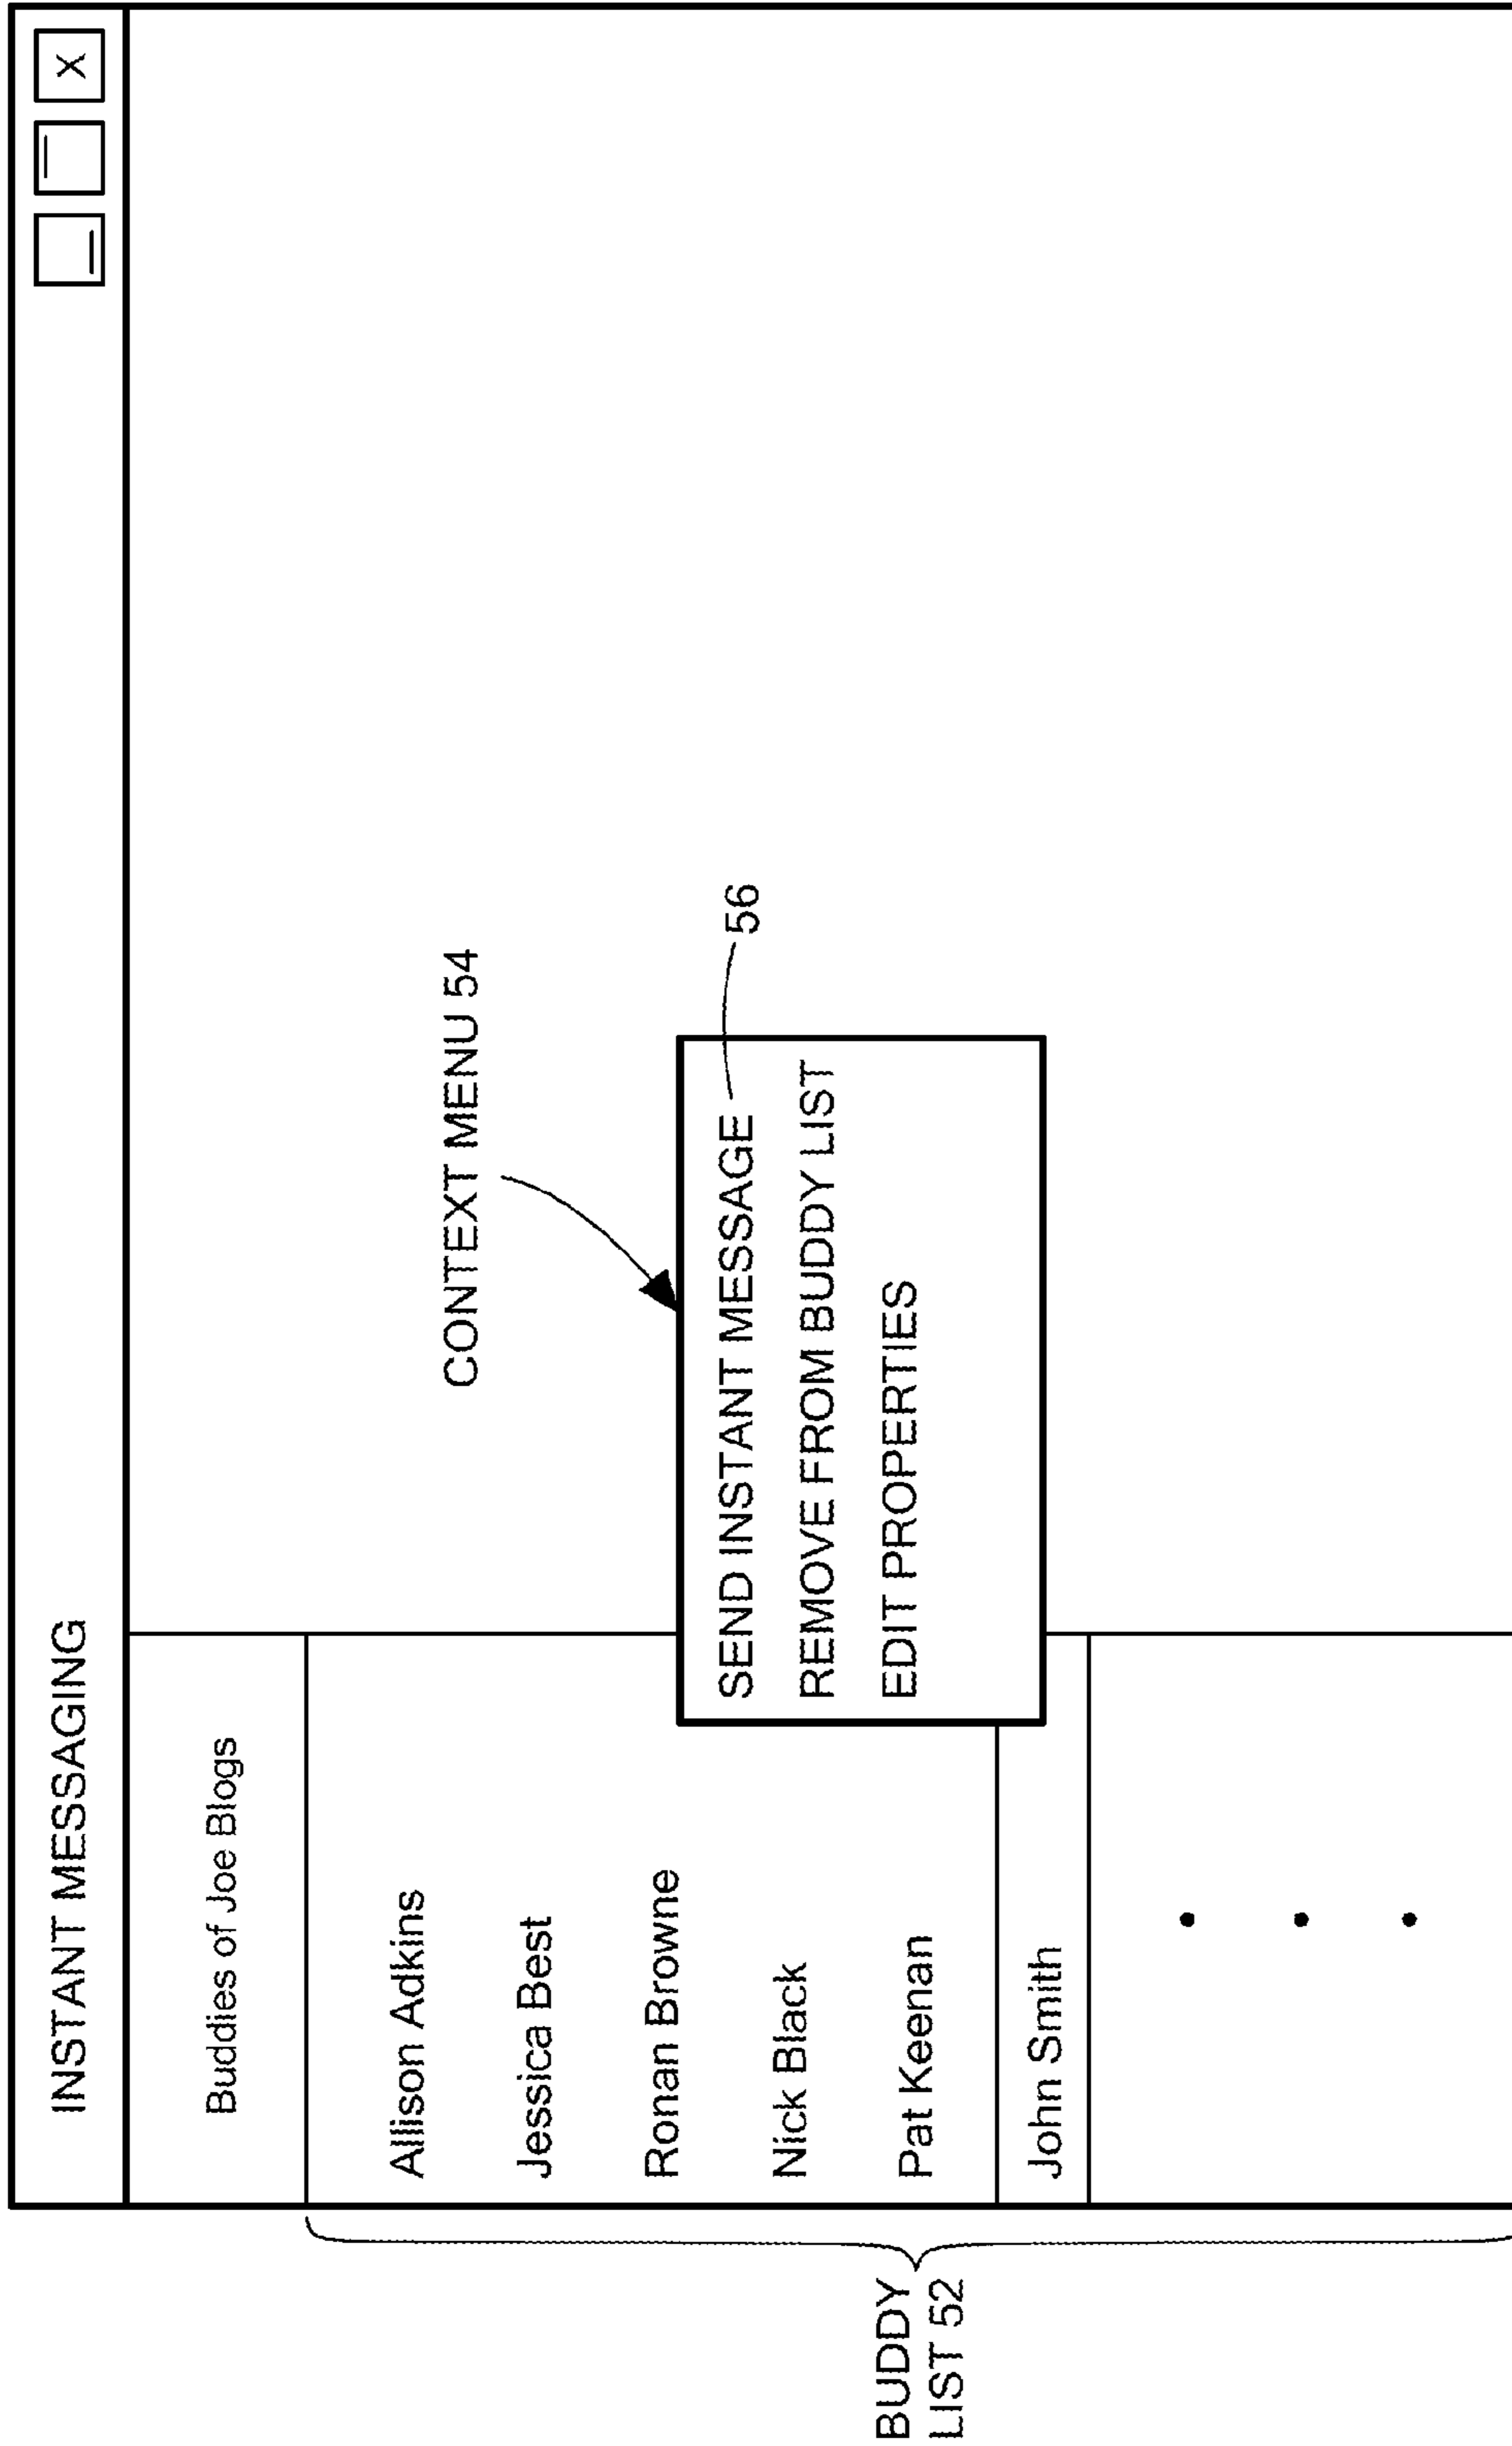 INSTANT MESSAGING
X
Buddies of Joe Blogs
CONTEXT MENU 54
Allison Adkins
Jessica Best
Ronan Browne
Nick Black
Pat Keenan
John Smith
SEND INSTANT MESSAGE
56
REMOVE FROM BUDDY LIST
EDIT PROPERTIES
BUDDY
LIST 52